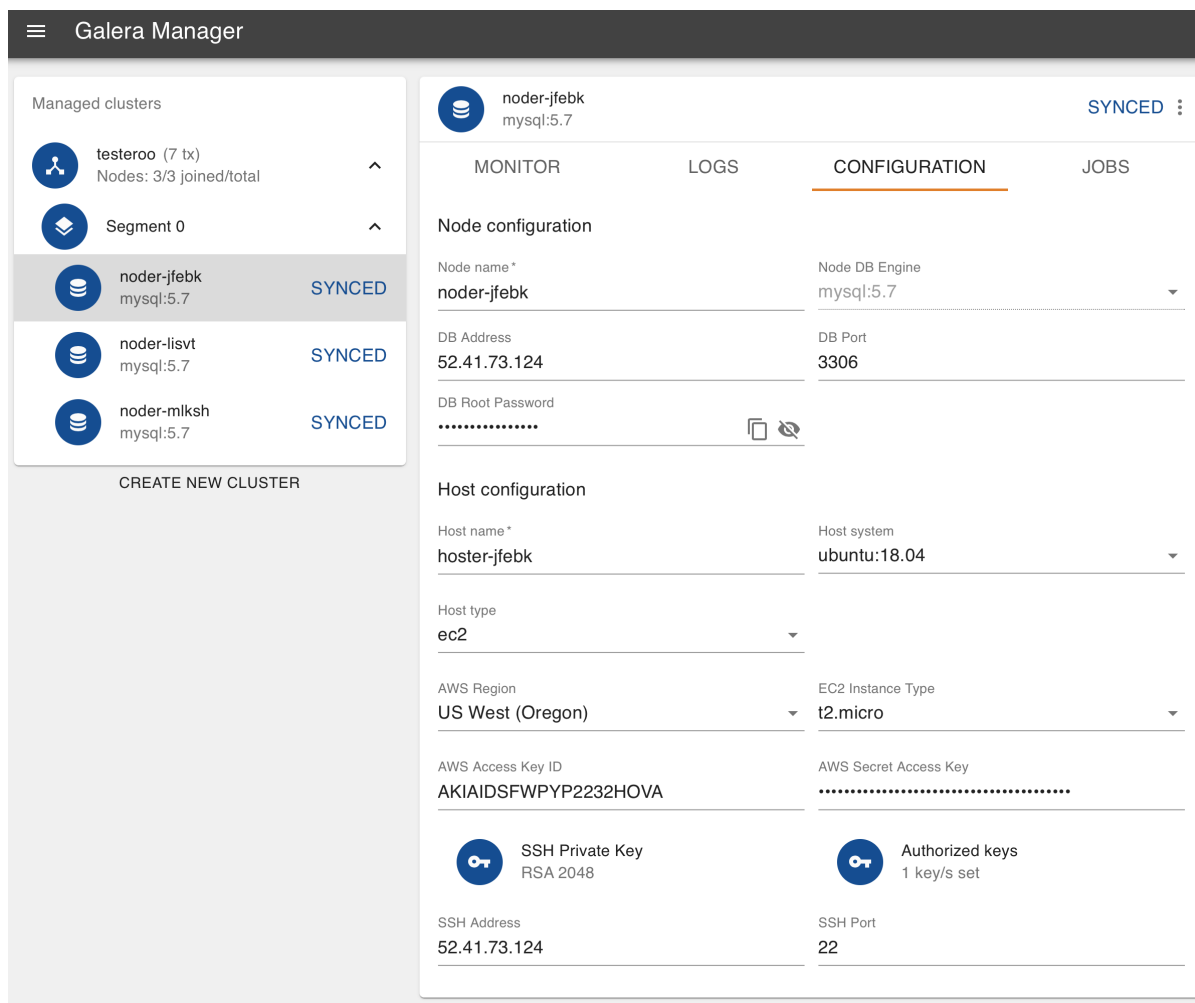 Galera Manager
Managed clusters
testeroo (7 tx)
Nodes: 3/3 joined/total
Segment 0
noder-jfebk
mysql:5.7
SYNCED
noder-lisvt
mysql:5.7
SYNCED
noder-mlksh
mysql:5.7
SYNCED
CREATE NEW CLUSTER
noder-jfebk
mysql:5.7
SYNCED
MONITOR LOGS CONFIGURATION JOBS
Node configuration
Node name*
noder-jfebk
Node DB Engine
mysql:5.7
DB Address
52.41.73.124
DB Port
3306
DB Root Password
••••••••••••••••
Host configuration
Host name*
hoster-jfebk
Host system
ubuntu:18.04
Host type
ec2
AWS Region
US West (Oregon)
EC2 Instance Type
t2.micro
AWS Access Key ID
AKIAIDSFWPYP2232HOVA
AWS Secret Access Key
••••••••••••••••••••••••••••••••••••••••
SSH Private Key
RSA 2048
Authorized keys
1 key/s set
SSH Address
52.41.73.124
SSH Port
22